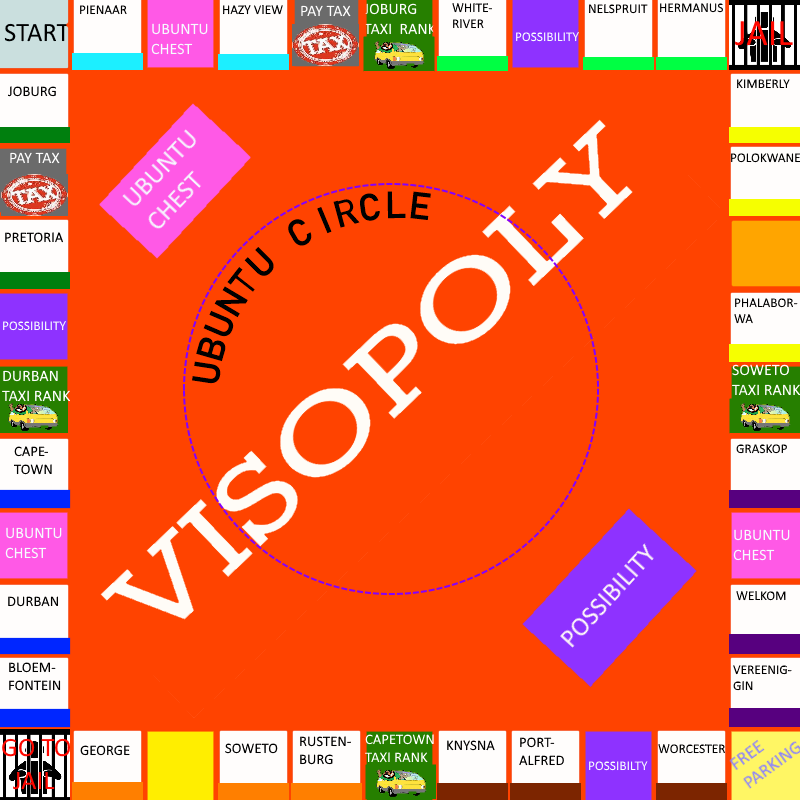 START
PIENAAR
UBUNTU
CHEST
HAZY VIEW
PAY TAX
TAX
JOBURG
TAXI RANK
WHITE-
RIVER
POSSIBILITY
NELSPRUIT
HERMANUS
JAIL
KIMBERLY
POLOKWANE
PHALABOR-
WA
SOWETO
TAXI RANK
GRASKOP
UBUNTU
CHEST
WELKOM
VEREENIG-
GIN
FREE
PARKING
WORCESTER
POSSIBILTY
PORT-
ALFRED
KNYSNA
CAPETOWN
TAXI RANK
RUSTEN-
BURG
SOWETO
GEORGE
GO TO
JAIL
BLOEM-
FONTEIN
DURBAN
UBUNTU
CHEST
CAPE-
TOWN
DURBAN
TAXI RANK
POSSIBILITY
PRETORIA
PAY TAX
TAX
JOBURG
UBUNTU
CHEST
UBUNTU CIRCLE
VISOPOLY
POSSIBILITY